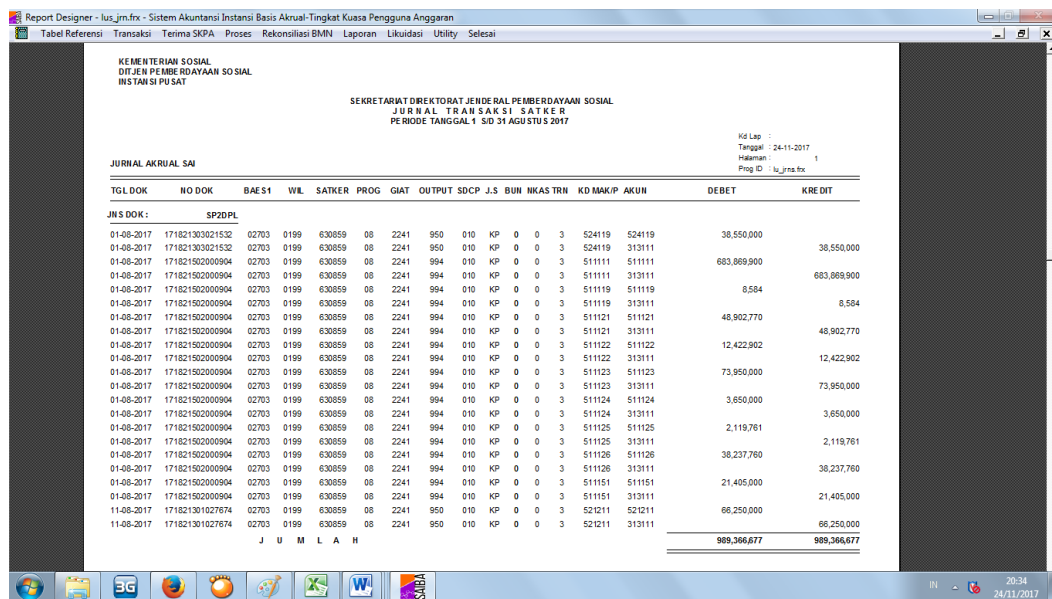 Report Designer - lus_jrn.frx - Sistem Akuntansi Instansi Basis Akrual-Tingkat Kuasa Pengguna Anggaran
Tabel Referensi Transaksi Terima SKPA Proses Rekonsiliasi BMN Laporan Likuidasi Utility Selesai
KEMENTERIAN SOSIAL
DITJEN PEMBERDAYAAN SOSIAL
INSTANSI PUSAT
SEKRETARIAT DIREKTORAT JENDERAL PEMBERDAYAAN SOSIAL
JURNAL TRANSAKSI SATKER
PERIODE TANGGAL 1 S/D 31 AGUSTUS 2017
Kd Lap :
Tanggal : 24-11-2017
Halaman : 1
Prog ID : lu_jrns.frx
JURNAL AKRUAL SAI
TGL DOK NO DOK BAES1 WIL SATKER PROG GIAT OUTPUT SDCP J.S BUN NKAS TRN KD MAK/P AKUN DEBET KREDIT
JNS DOK : SP2DPL
01-08-2017 171821303021532 02703 0199 630859 08 2241 950 010 KP 0 0 3 524119 524119 38,550,000
01-08-2017 171821303021532 02703 0199 630859 08 2241 950 010 KP 0 0 3 524119 313111 38,550,000
01-08-2017 171821502000904 02703 0199 630859 08 2241 994 010 KP 0 0 3 511111 511111 683,869,900
01-08-2017 171821502000904 02703 0199 630859 08 2241 994 010 KP 0 0 3 511111 313111 683,869,900
01-08-2017 171821502000904 02703 0199 630859 08 2241 994 010 KP 0 0 3 511119 511119 8,584
01-08-2017 171821502000904 02703 0199 630859 08 2241 994 010 KP 0 0 3 511119 313111 8,584
01-08-2017 171821502000904 02703 0199 630859 08 2241 994 010 KP 0 0 3 511121 511121 48,902,770
01-08-2017 171821502000904 02703 0199 630859 08 2241 994 010 KP 0 0 3 511121 313111 48,902,770
01-08-2017 171821502000904 02703 0199 630859 08 2241 994 010 KP 0 0 3 511122 511122 12,422,902
01-08-2017 171821502000904 02703 0199 630859 08 2241 994 010 KP 0 0 3 511122 313111 12,422,902
01-08-2017 171821502000904 02703 0199 630859 08 2241 994 010 KP 0 0 3 511123 511123 73,950,000
01-08-2017 171821502000904 02703 0199 630859 08 2241 994 010 KP 0 0 3 511123 313111 73,950,000
01-08-2017 171821502000904 02703 0199 630859 08 2241 994 010 KP 0 0 3 511124 511124 3,650,000
01-08-2017 171821502000904 02703 0199 630859 08 2241 994 010 KP 0 0 3 511124 313111 3,650,000
01-08-2017 171821502000904 02703 0199 630859 08 2241 994 010 KP 0 0 3 511125 511125 2,119,761
01-08-2017 171821502000904 02703 0199 630859 08 2241 994 010 KP 0 0 3 511125 313111 2,119,761
01-08-2017 171821502000904 02703 0199 630859 08 2241 994 010 KP 0 0 3 511126 511126 38,237,760
01-08-2017 171821502000904 02703 0199 630859 08 2241 994 010 KP 0 0 3 511126 313111 38,237,760
01-08-2017 171821502000904 02703 0199 630859 08 2241 994 010 KP 0 0 3 511151 511151 21,405,000
01-08-2017 171821502000904 02703 0199 630859 08 2241 994 010 KP 0 0 3 511151 313111 21,405,000
11-08-2017 171821301027674 02703 0199 630859 08 2241 950 010 KP 0 0 3 521211 521211 66,250,000
11-08-2017 171821301027674 02703 0199 630859 08 2241 950 010 KP 0 0 3 521211 313111 66,250,000
J U M L A H 989,366,677 989,366,677
3G
SAIBA
IN 20:34
24/11/2017